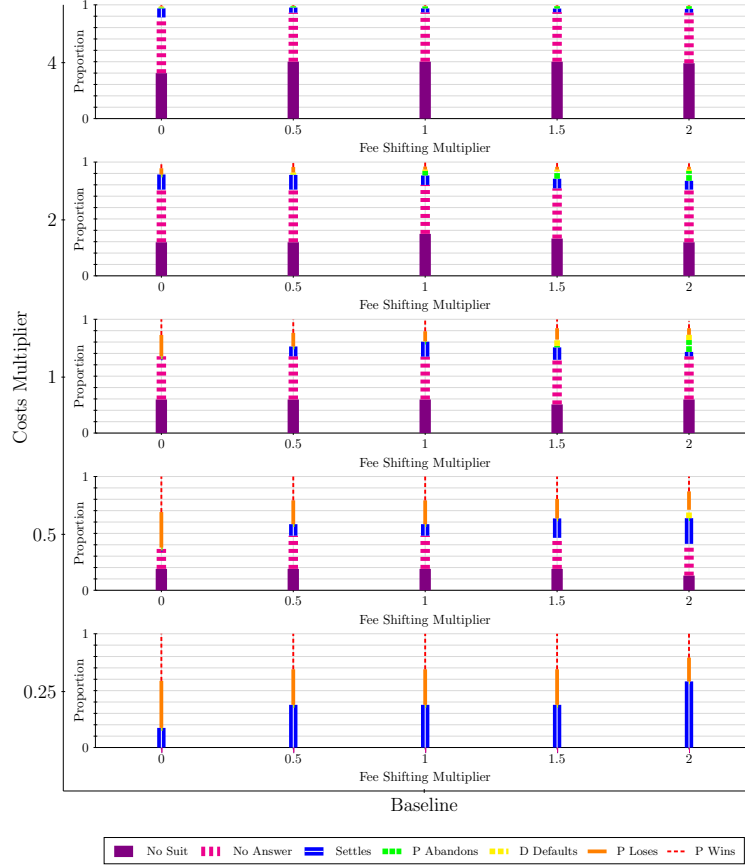 1
Proportion
0
0 0.5 1 1.5 2
Fee Shifting Multiplier
4
1
Proportion
0
0 0.5 1 1.5 2
Fee Shifting Multiplier
2
1
Proportion
0
0 0.5 1 1.5 2
Fee Shifting Multiplier
1
Costs Multiplier
1
Proportion
0
0 0.5 1 1.5 2
Fee Shifting Multiplier
0.5
1
Proportion
0
0 0.5 1 1.5 2
Fee Shifting Multiplier
0.25
Baseline
No Suit No Answer Settles P Abandons D Defaults P Loses P Wins